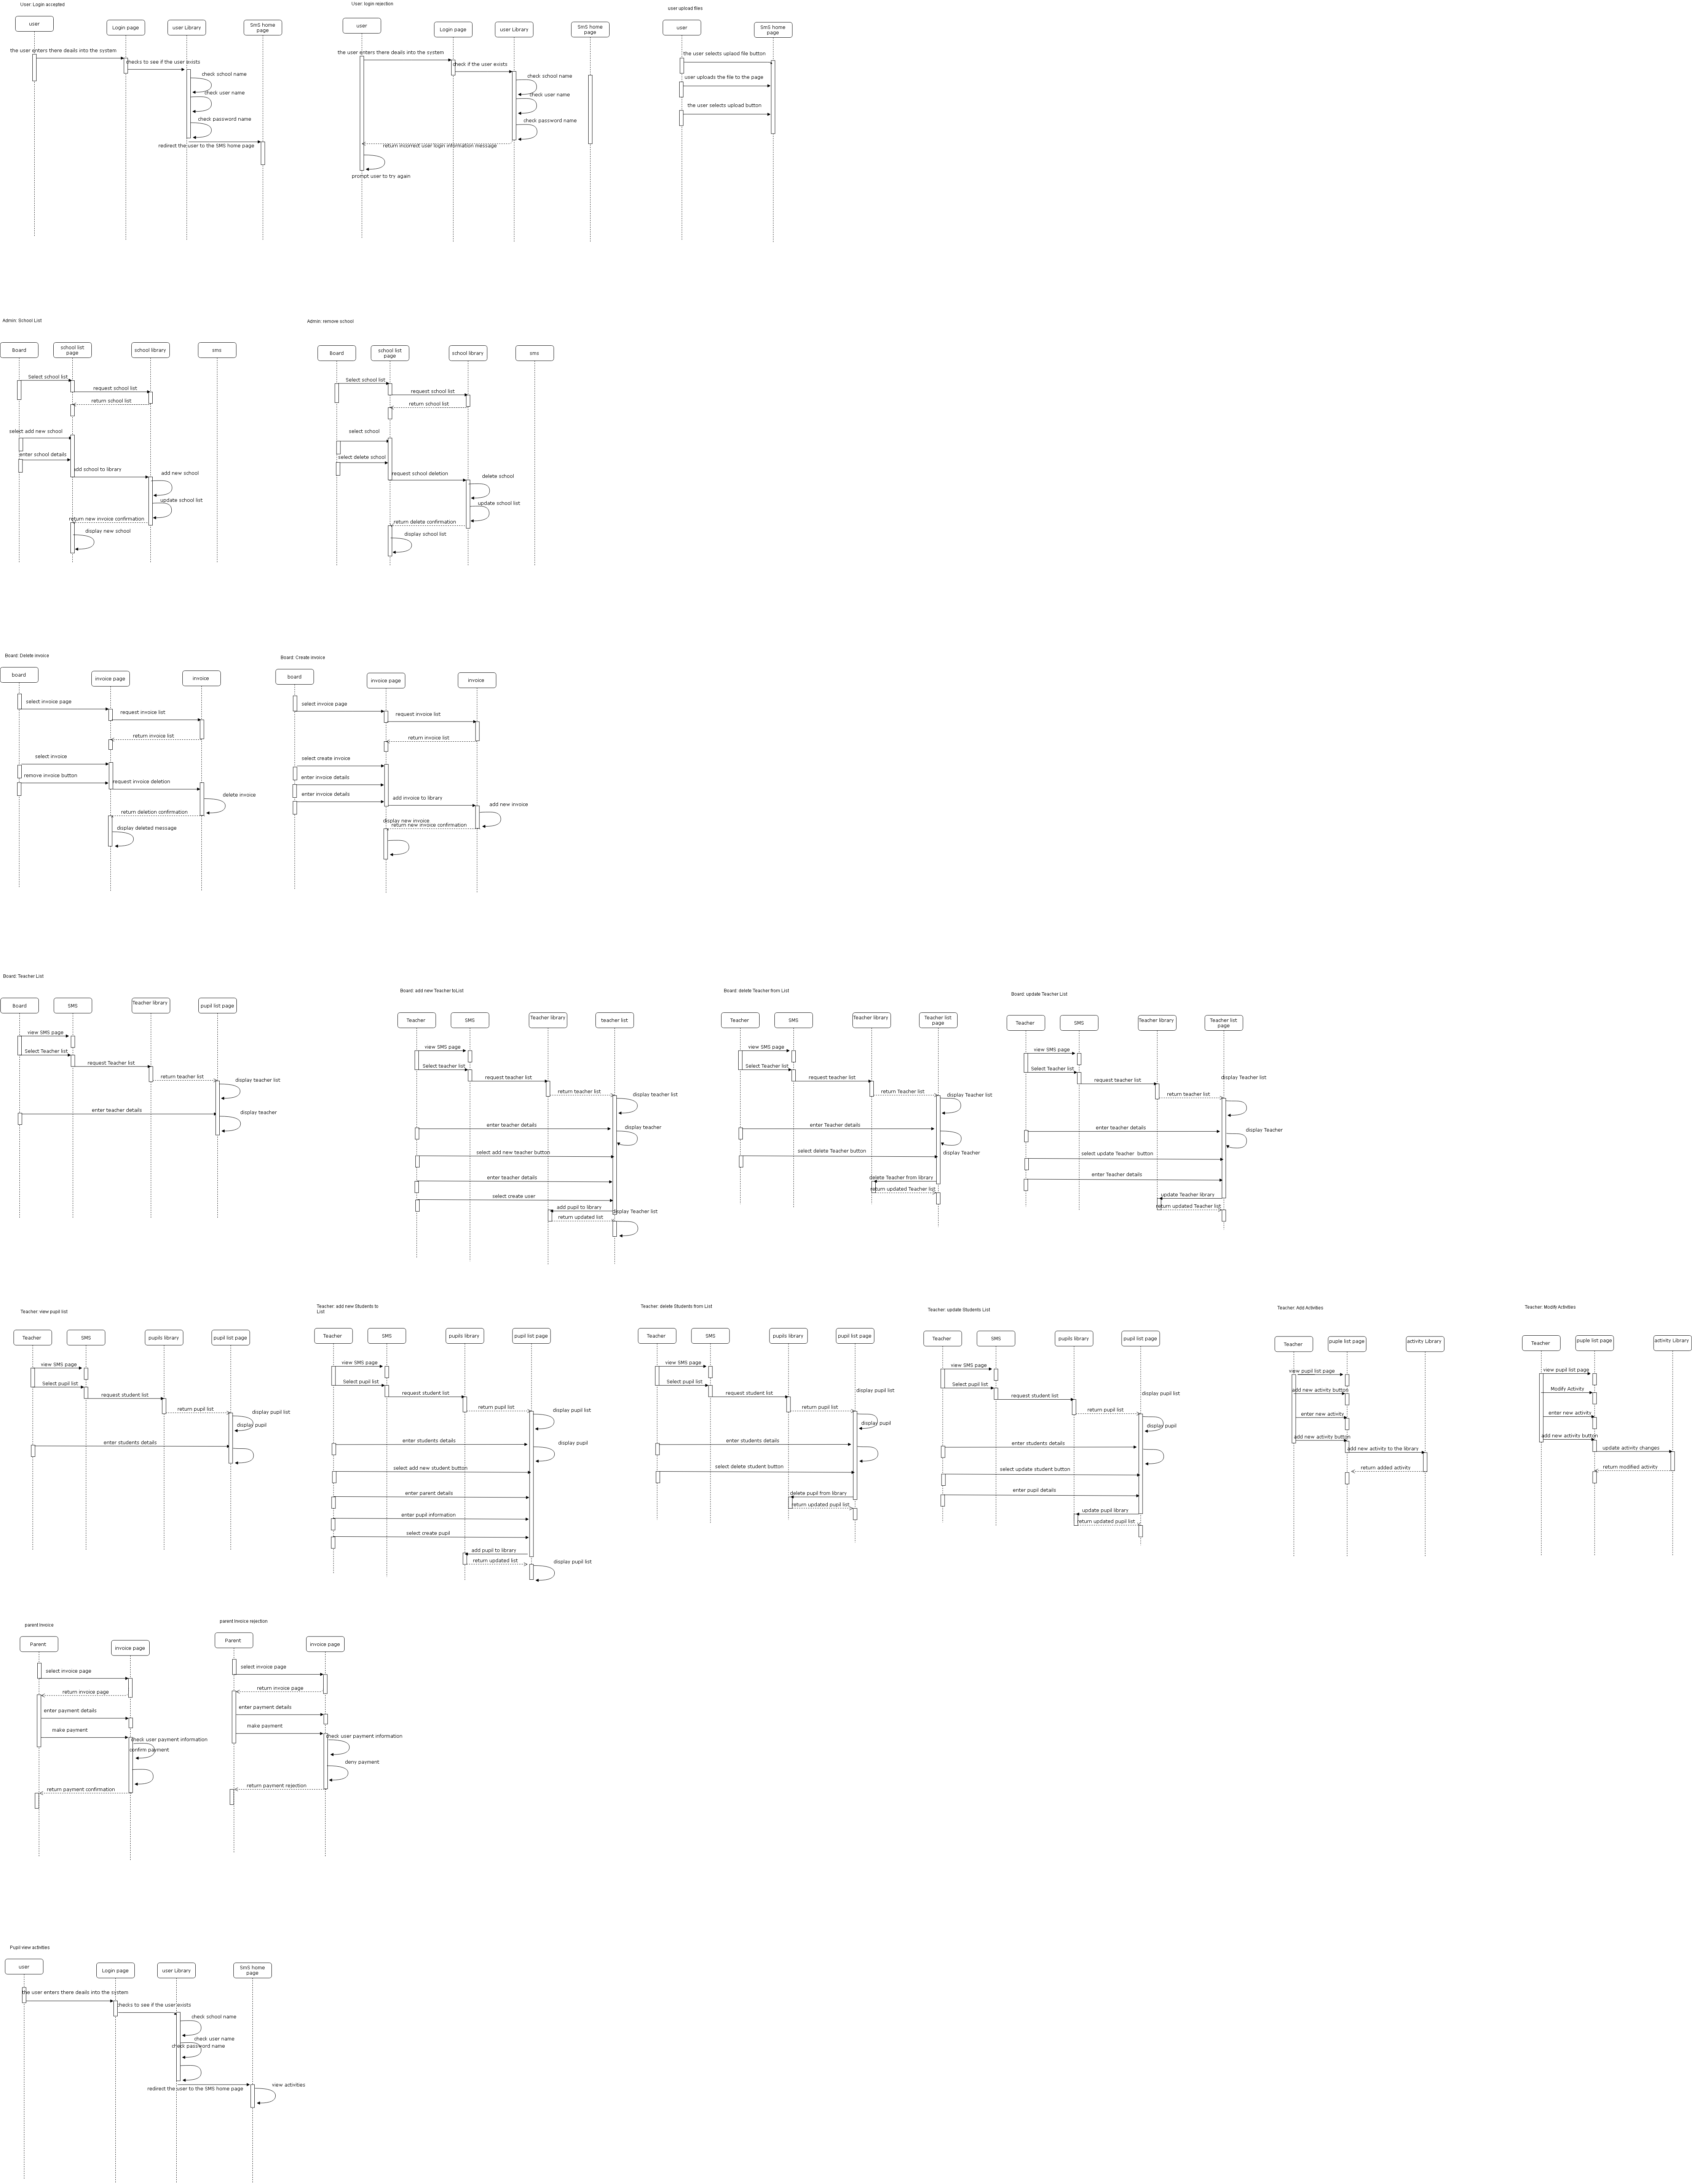 User: Login accepted
user
Login page
user Library
SmS home
page
the user enters there deails into the system
checks to see if the user exists
check school name
check user name
check password name
redirect the user to the SMS home page
User: login rejection
user
Login page
user Library
SmS home
page
the user enters there deails into the system
check if the user exists
check school name
check user name
check password name
return incorrect user login information message
prompt user to try again
user upload files
user
SmS home
page
the user selects uplaod file button
user uploads the file to the page
the user selects upload button
Admin: School List
Board
school list
page
school library
sms
Select school list
request school list
return school list
select add new school
enter school details
add school to library
add new school
update school list
return new invoice confirmation
display new school
Admin: remove school
Board
school list
page
school library
sms
Select school list
request school list
return school list
select school
select delete school
request school deletion
delete school
update school list
return delete confirmation
display school list
Board: Delete invoice
board
invoice page
invoice
select invoice page
request invoice list
return invoice list
select invoice
remove invoice button
request invoice deletion
delete invoice
return deletion confirmation
display deleted message
Board: Create invoice
board
invoice page
invoice
select invoice page
request invoice list
return invoice list
select create invoice
enter invoice details
enter invoice details
add invoice to library
add new invoice
display new invoice
return new invoice confirmation
Board: Teacher List
Board
SMS
Teacher library
pupil list page
view SMS page
Select Teacher list
request Teacher list
return teacher list
display teacher list
enter teacher details
display teacher
Board: add new Teacher toList
Teacher
SMS
Teacher library
teacher list
view SMS page
Select teacher list
request teacher list
return teacher list
display teacher list
enter teacher details
display teacher
select add new teacher button
enter teacher details
select create user
add pupil to library
display Teacher list
return updated list
Board: delete Teacher from List
Teacher
SMS
Teacher library
Teacher list
page
view SMS page
Select Teacher list
request teacher list
return Teacher list
display Teacher list
enter Teacher details
select delete Teacher button
display Teacher
delete Teacher from library
return updated Teacher list
Board: update Teacher List
Teacher
SMS
Teacher library
Teacher list
page
view SMS page
Select Teacher list
display Teacher list
request teacher list
return teacher list
enter teacher details
display Teacher
select update Teacher button
enter Teacher details
update Teacher library
return updated Teacher list
Teacher: view pupil list
Teacher
SMS
pupils library
pupil list page
view SMS page
Select pupil list
request student list
return pupil list
display pupil list
display pupil
enter students details
Teacher: add new Students to
List
Teacher
SMS
pupils library
pupil list page
view SMS page
Select pupil list
request student list
return pupil list
display pupil list
enter students details
display pupil
select add new student button
enter parent details
enter pupil information
select create pupil
add pupil to library
return updated list
display pupil list
Teacher: delete Students from List
Teacher
SMS
pupils library
pupil list page
view SMS page
Select pupil list
display pupil list
request student list
return pupil list
display pupil
enter students details
select delete student button
delete pupil from library
return updated pupil list
Teacher: update Students List
Teacher
SMS
pupils library
pupil list page
view SMS page
Select pupil list
display pupil list
request student list
return pupil list
display pupil
enter students details
select update student button
enter pupil details
update pupil library
return updated pupil list
Teacher: Add Activities
Teacher
puple list page
activity Library
view pupil list page
add new activity button
enter new activity
add new activity button
add new activity to the library
return added activity
Teacher: Modify Activities
Teacher
puple list page
activity Library
view pupil list page
Modify Activity
enter new activity
add new activity button
update activity changes
return modified activity
parent Invoice
Parent
invoice page
select invoice page
return invoice page
enter payment details
make payment
check user payment information
confirm payment
return payment confirmation
parent Invoice rejection
Parent
invoice page
select invoice page
return invoice page
enter payment details
make payment
check user payment information
deny payment
return payment rejection
Pupil view activities
user
Login page
user Library
SmS home
page
the user enters there deails into the system
checks to see if the user exists
check school name
check user name
check password name
redirect the user to the SMS home page
view activities